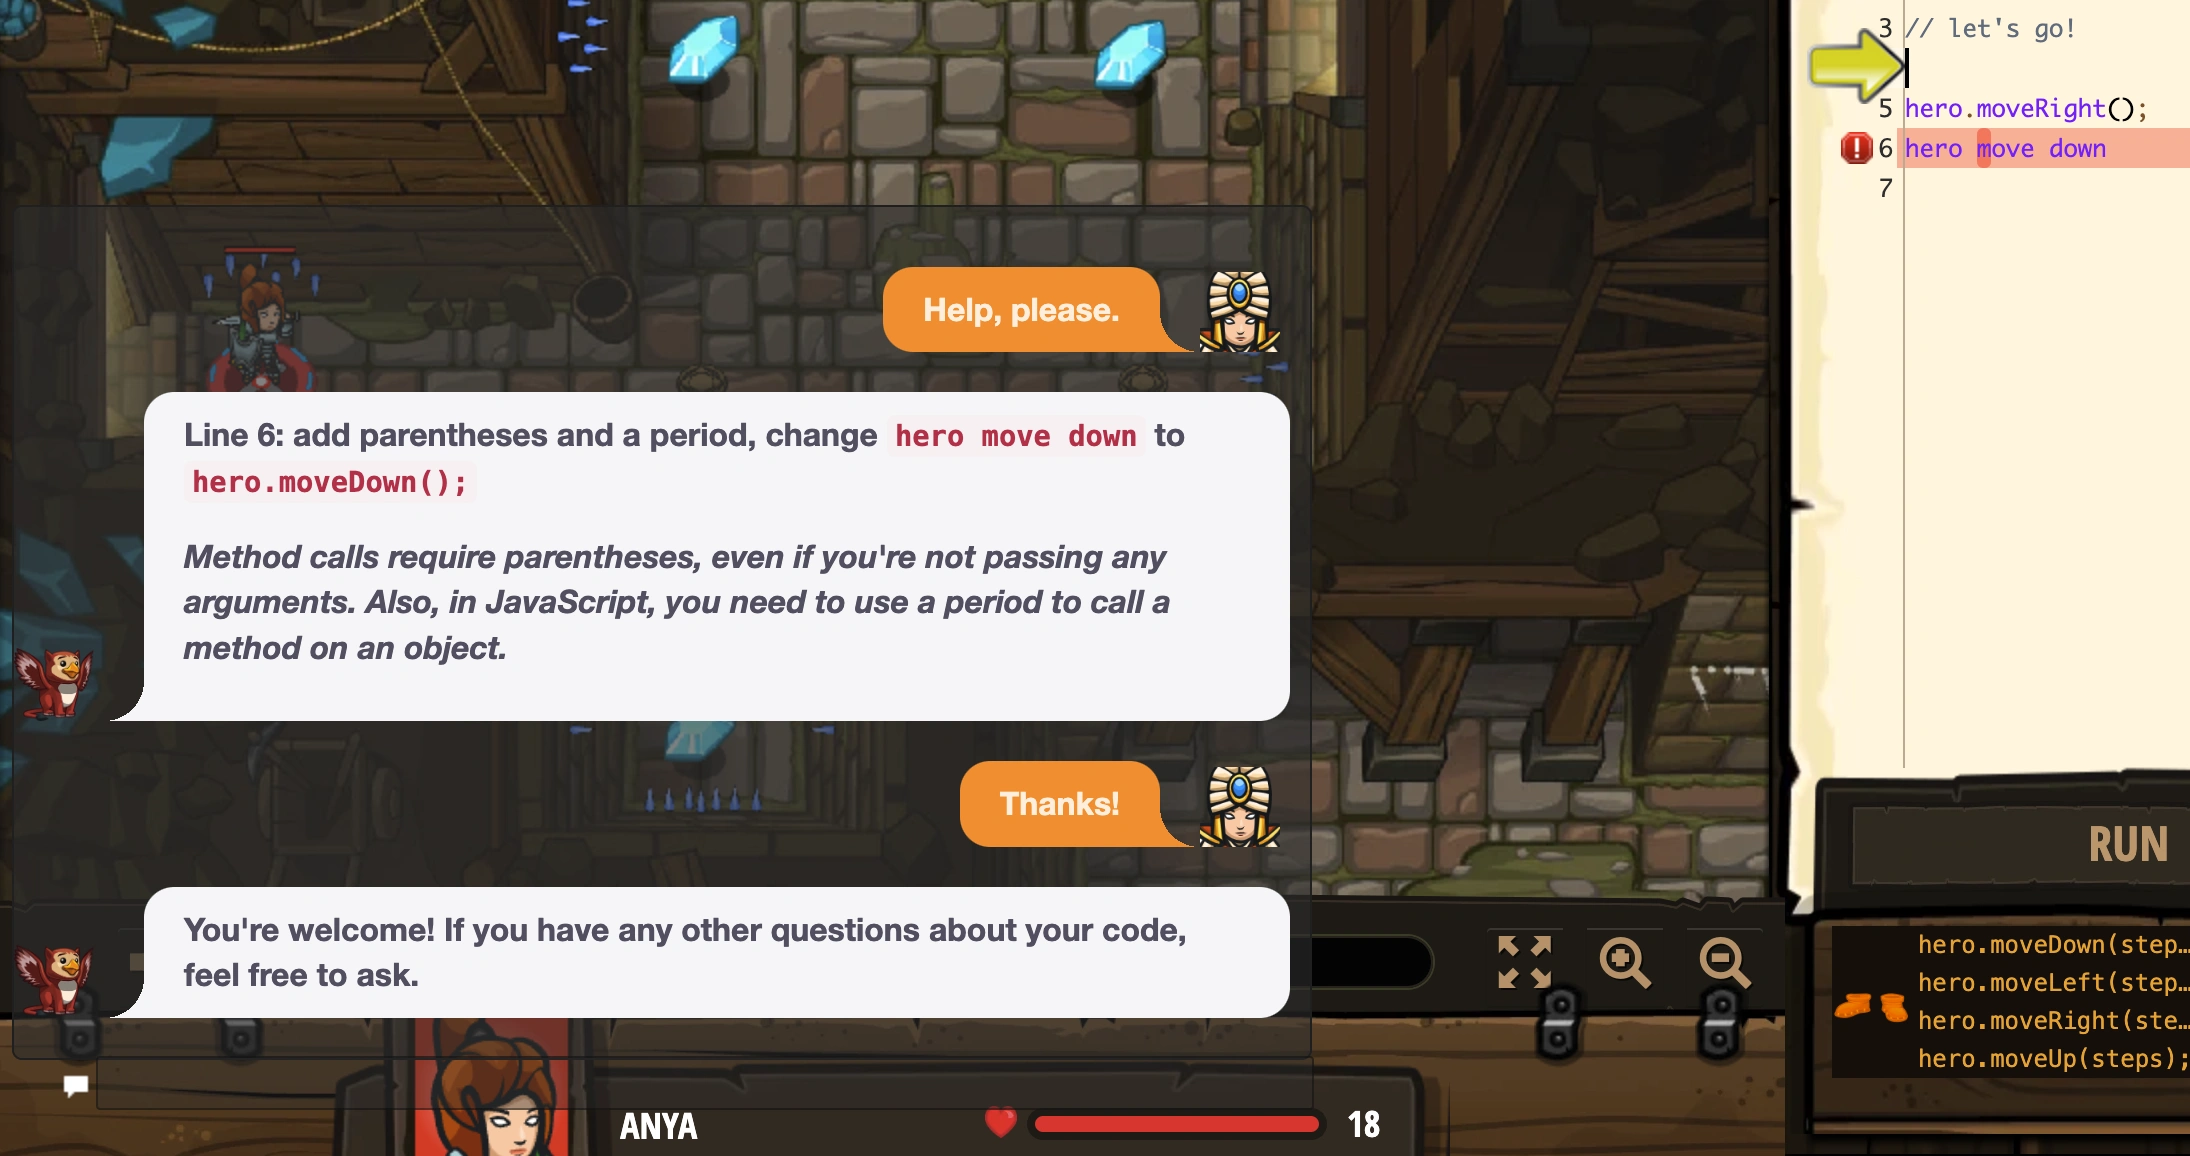 3 // let's go!
5 hero.moveRight();
6 hero move down
7
Help, please.
Line 6: add parentheses and a period, change hero move down to
hero.moveDown();
Method calls require parentheses, even if you're not passing any
arguments. Also, in JavaScript, you need to use a period to call a
method on an object.
Thanks!
You're welcome! If you have any other questions about your code,
feel free to ask.
RUN
hero.moveDown(step…
hero.moveLeft(step…
hero.moveRight(ste…
hero.moveUp(steps);
ANYA
18